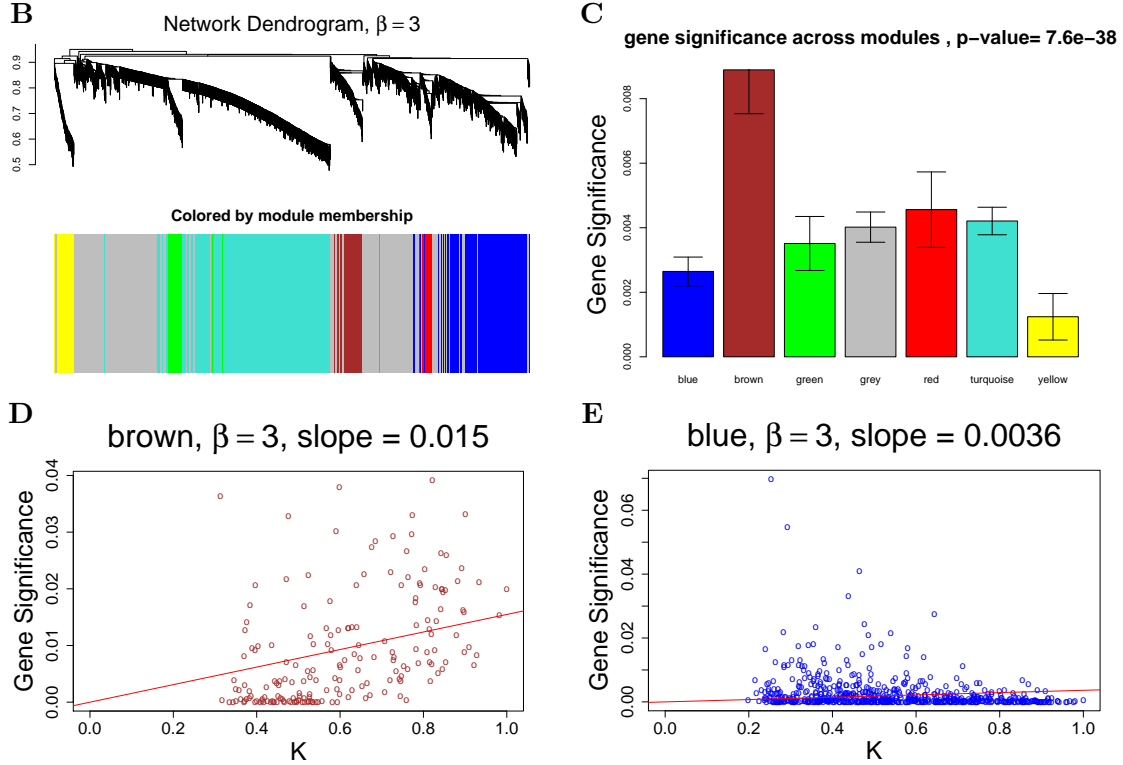 B
Network Dendrogram, β = 3
0.9
0.8
0.7
0.6
0.5
Colored by module membership
C
gene significance across modules , p−value= 7.6e−38
Gene Significance
0.008
0.006
0.004
0.002
0.000
blue brown green grey red turquoise yellow
D
brown, β = 3, slope = 0.015
Gene Significance
0.04
0.03
0.02
0.01
0.00
0.0 0.2 0.4 0.6 0.8 1.0
K
E
blue, β = 3, slope = 0.0036
Gene Significance
0.06
0.04
0.02
0.00
0.0 0.2 0.4 0.6 0.8 1.0
K